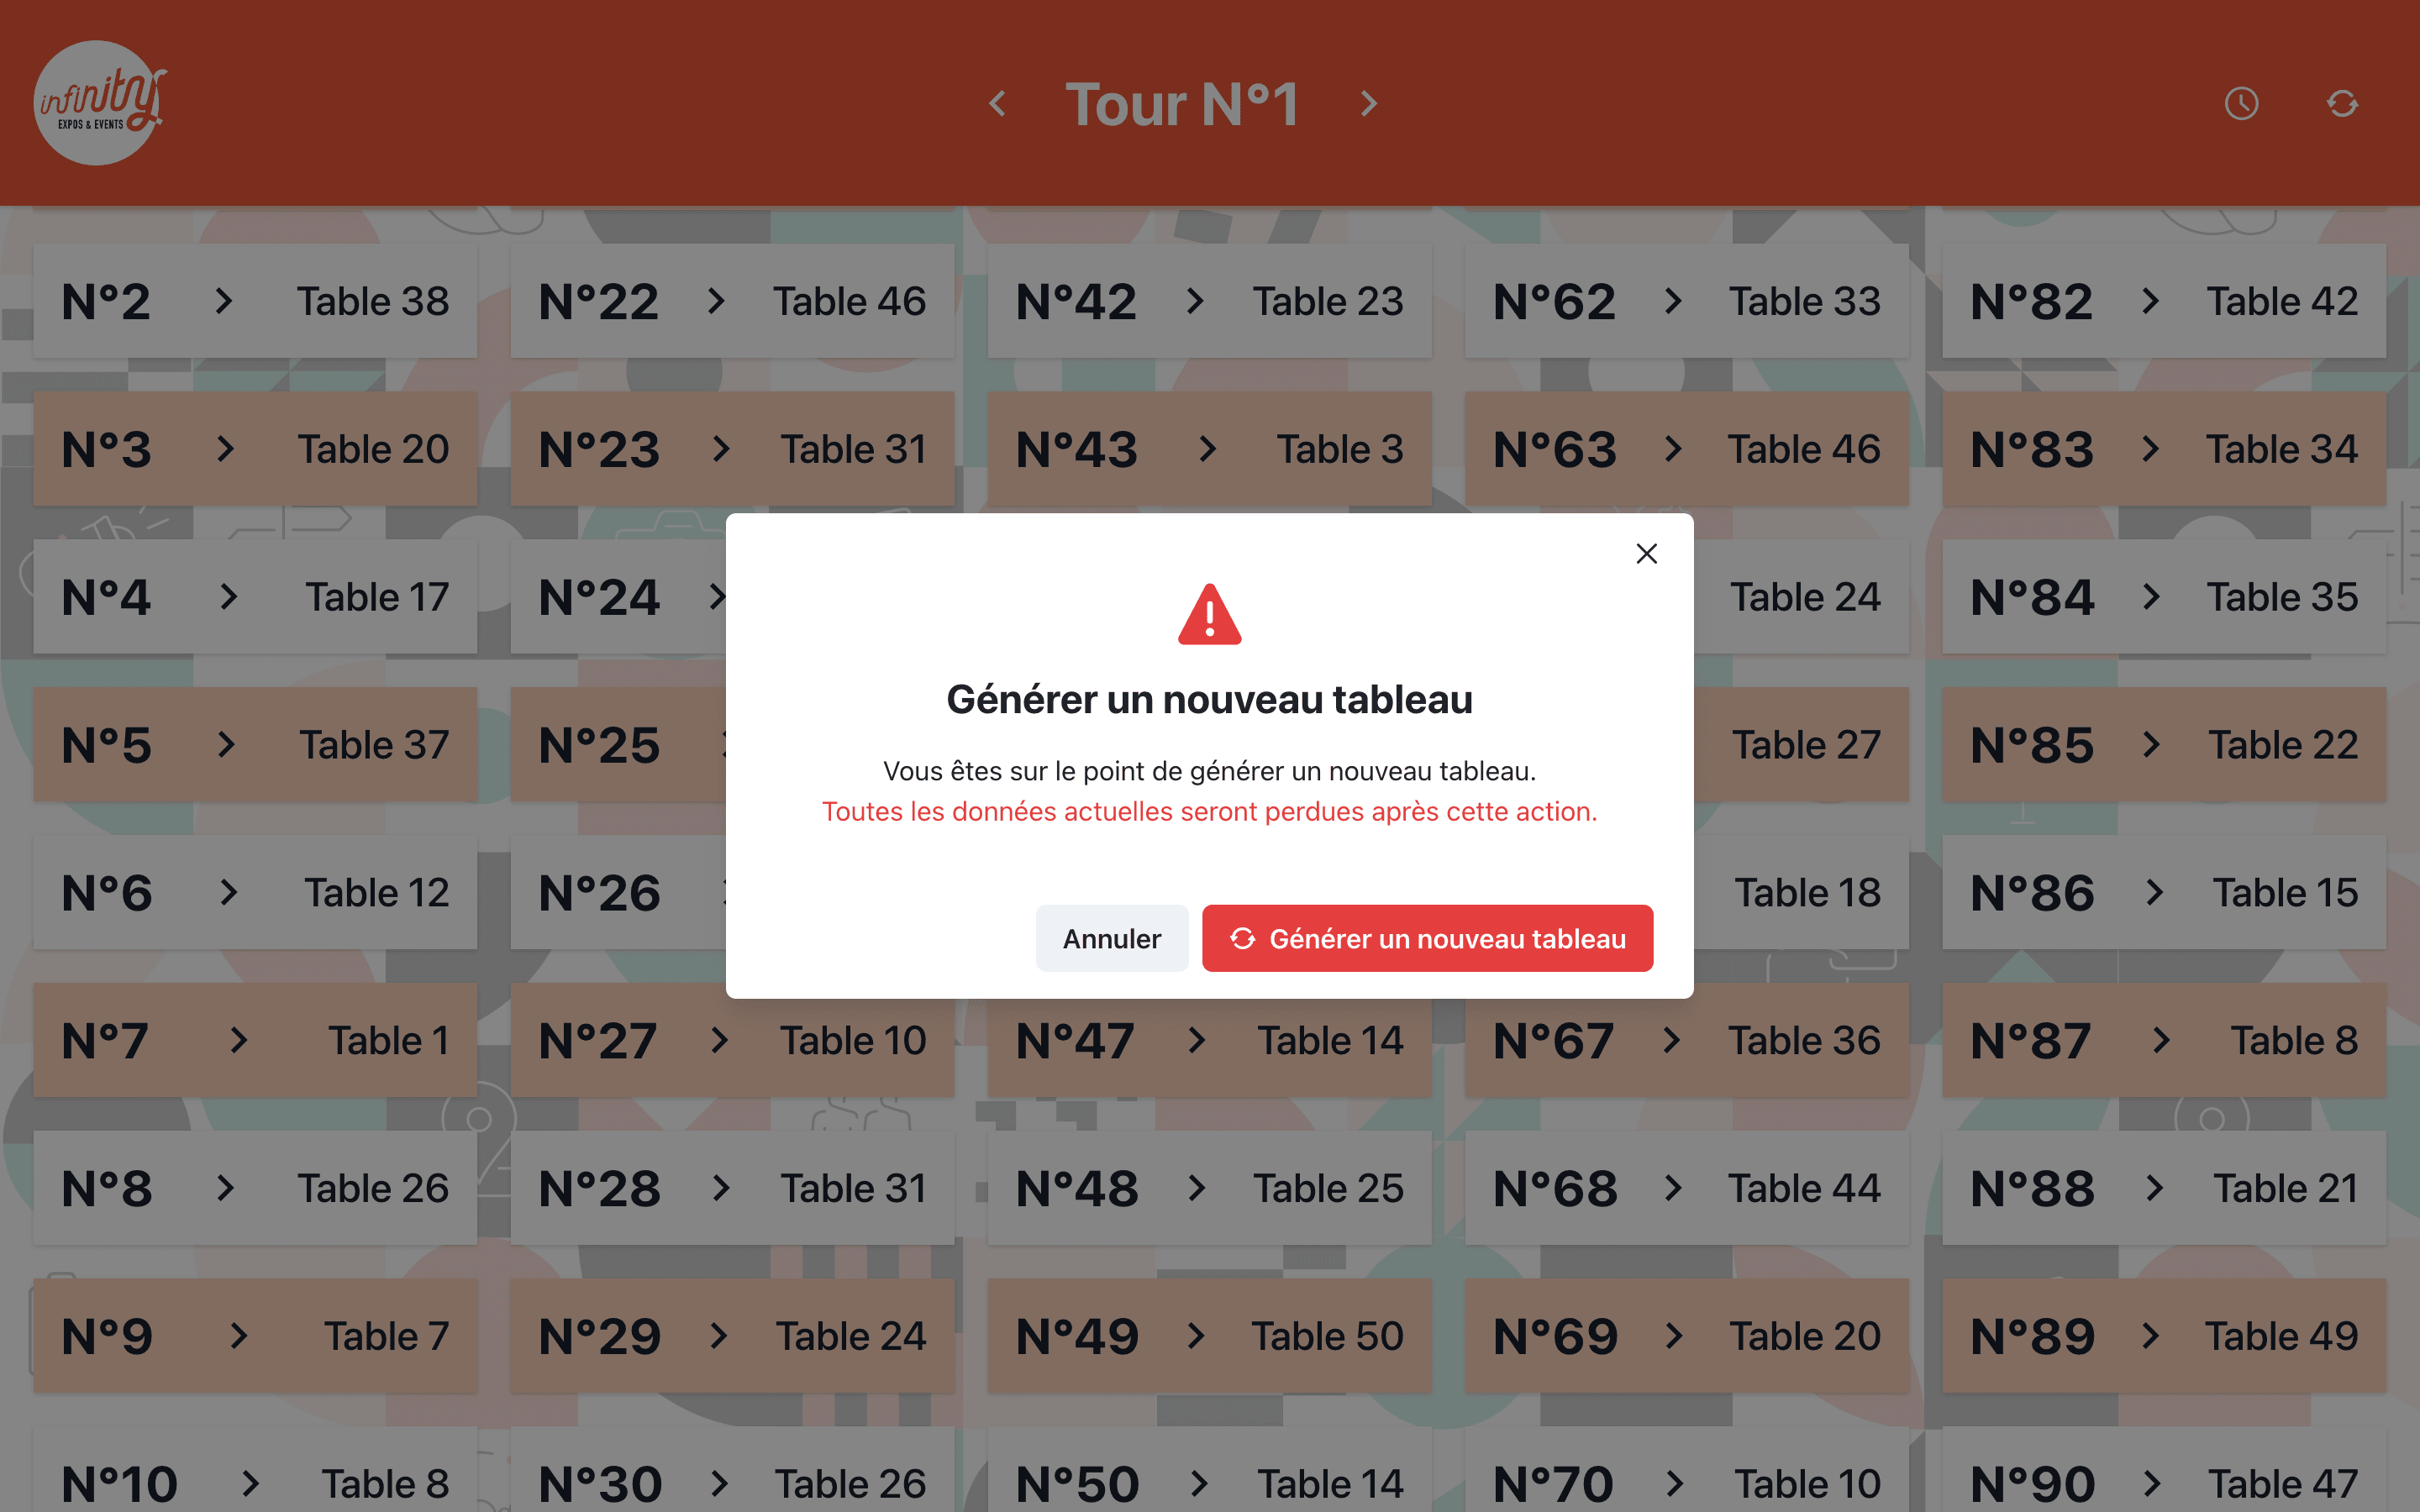 infinity
EXPOS & EVENTS
Tour N°1
N°2 Table 38 N°22 Table 46 N°42 Table 23 N°62 Table 33 N°82 Table 42
N°3 Table 20 N°23 Table 31 N°43 Table 3 N°63 Table 46 N°83 Table 34
N°4 Table 17 N°24 Table 24 N°84 Table 35
N°5 Table 37 N°25 Table 27 N°85 Table 22
N°6 Table 12 N°26 Table 18 N°86 Table 15
Générer un nouveau tableau
Vous êtes sur le point de générer un nouveau tableau.
Toutes les données actuelles seront perdues après cette action.
Annuler Générer un nouveau tableau
N°7 Table 1 N°27 Table 10 N°47 Table 14 N°67 Table 36 N°87 Table 8
N°8 Table 26 N°28 Table 31 N°48 Table 25 N°68 Table 44 N°88 Table 21
N°9 Table 7 N°29 Table 24 N°49 Table 50 N°69 Table 20 N°89 Table 49
N°10 Table 8 N°30 Table 26 N°50 Table 14 N°70 Table 10 N°90 Table 47